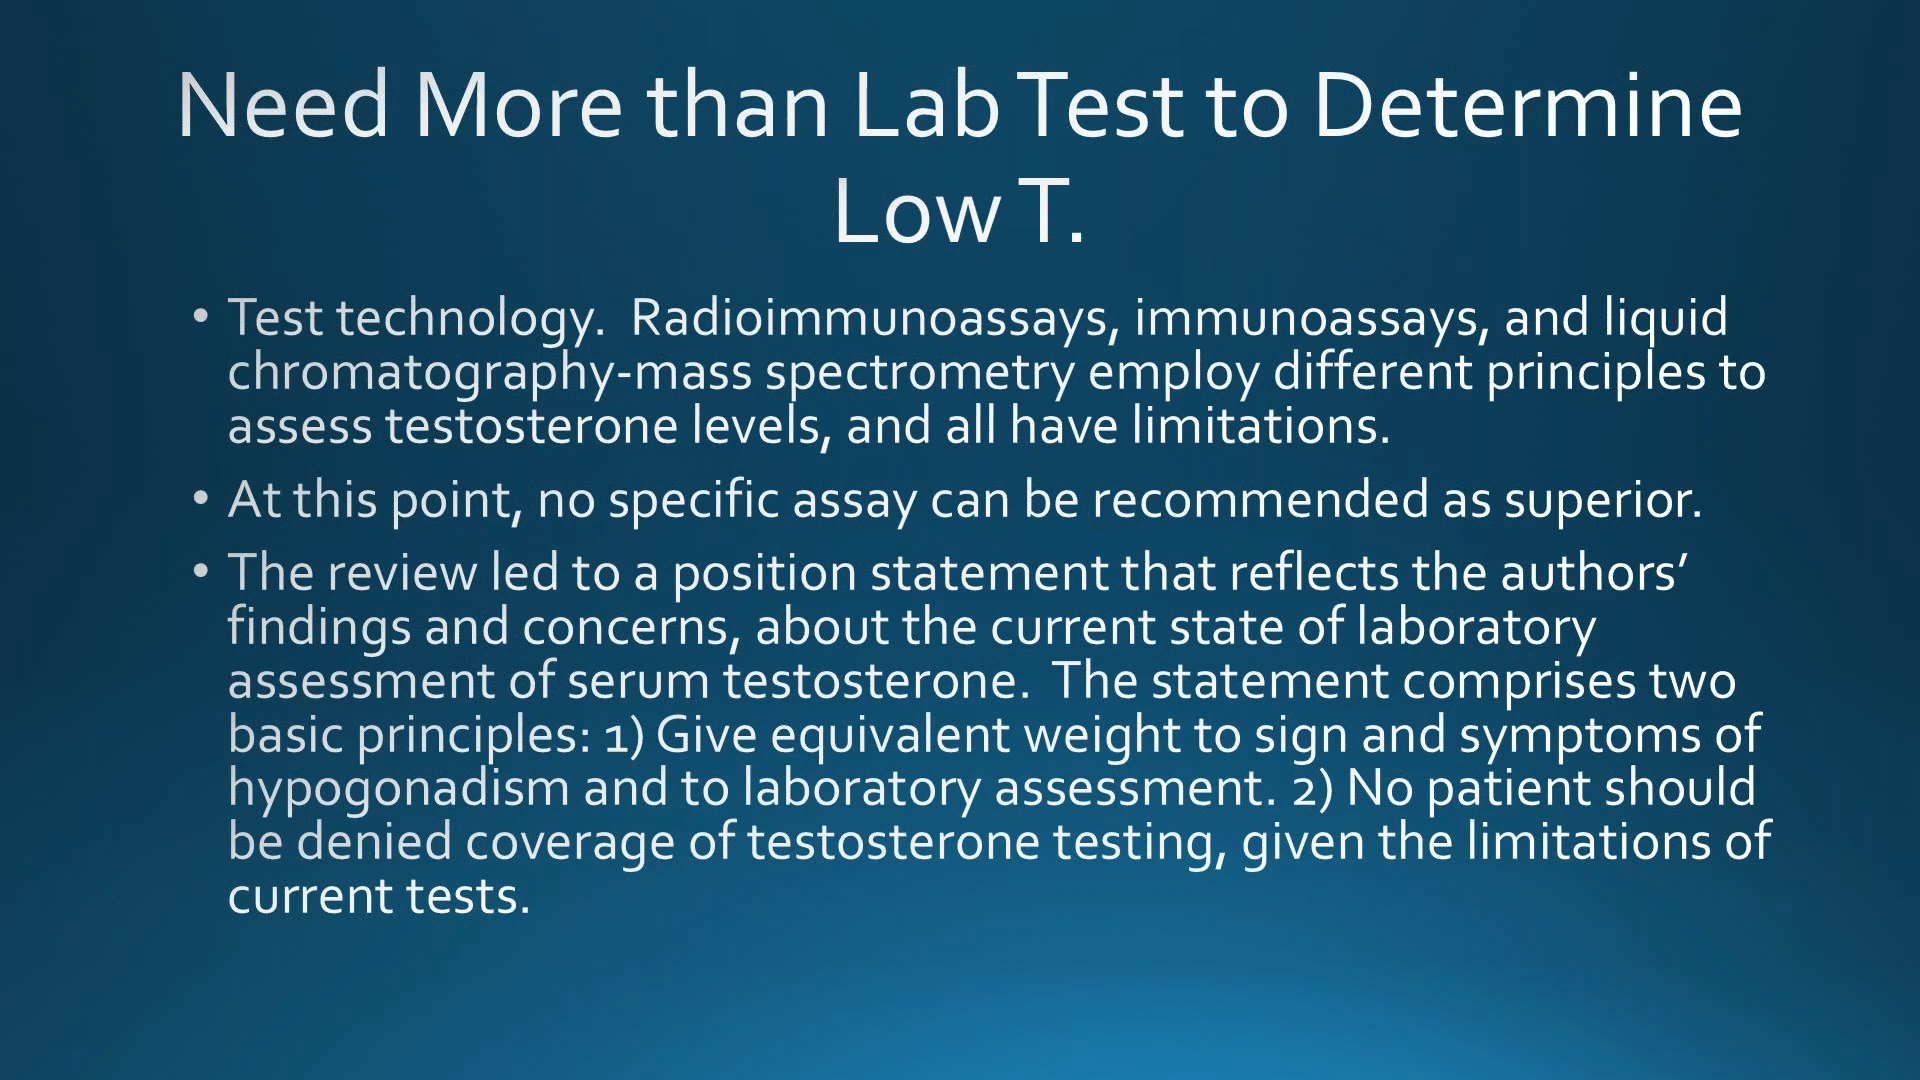 Need More than Lab Test to Determine
Low T.
• Test technology.  Radioimmunoassays, immunoassays, and liquid
chromatography-mass spectrometry employ different principles to
assess testosterone levels, and all have limitations.
• At this point, no specific assay can be recommended as superior.
• The review led to a position statement that reflects the authors’
findings and concerns, about the current state of laboratory
assessment of serum testosterone.  The statement comprises two
basic principles: 1) Give equivalent weight to sign and symptoms of
hypogonadism and to laboratory assessment. 2) No patient should
be denied coverage of testosterone testing, given the limitations of
current tests.